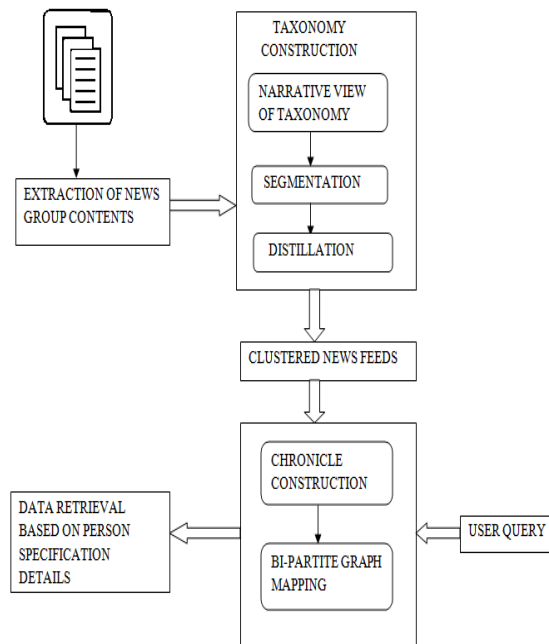 TAXONOMY
CONSTRUCTION
NARRATIVE VIEW
OF TAXONOMY
SEGMENTATION
DISTILLATION
EXTRACTION OF NEWS
GROUP CONTENTS
CLUSTERED NEWS FEEDS
CHRONICLE
CONSTRUCTION
BI-PARTITE GRAPH
MAPPING
USER QUERY
DATA RETRIEVAL
BASED ON PERSON
SPECIFICATION
DETAILS